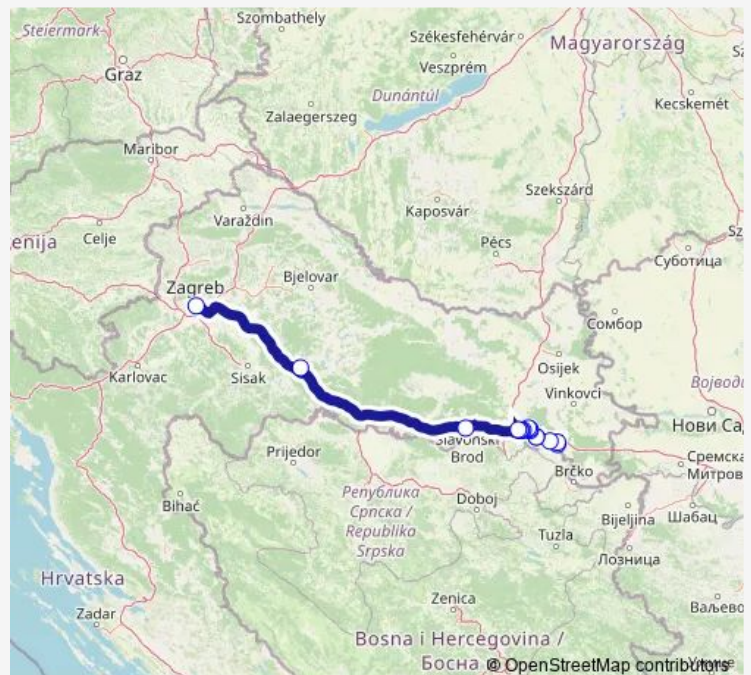 Szombathely
Steiermark
Székesfehérvár
Magyarország
Veszprém
Graz
Dunántúl
Kecskemét
Zalaegerszeg
Maribor
Szekszárd
Kaposvár
Varaždin
enija
Celje
Pécs
Sz
Суботица
Bjelovar
Zagreb
Сомбор
Osijek
Karlovac
Sisak
Војвод
Vinkovci
Нови Сад
Slavonski
Brod
Prijedor
Сремска
Митров
Brčko
Република
Српска /
Republika
Srpska
Doboj
Bihać
Bijeljina
Шабац
Tuzla
Лозница
Hrvatska
Zenica
Ваљево
Zadar
Bosna i Hercegovina /
Босна
© OpenStreetMap contributors